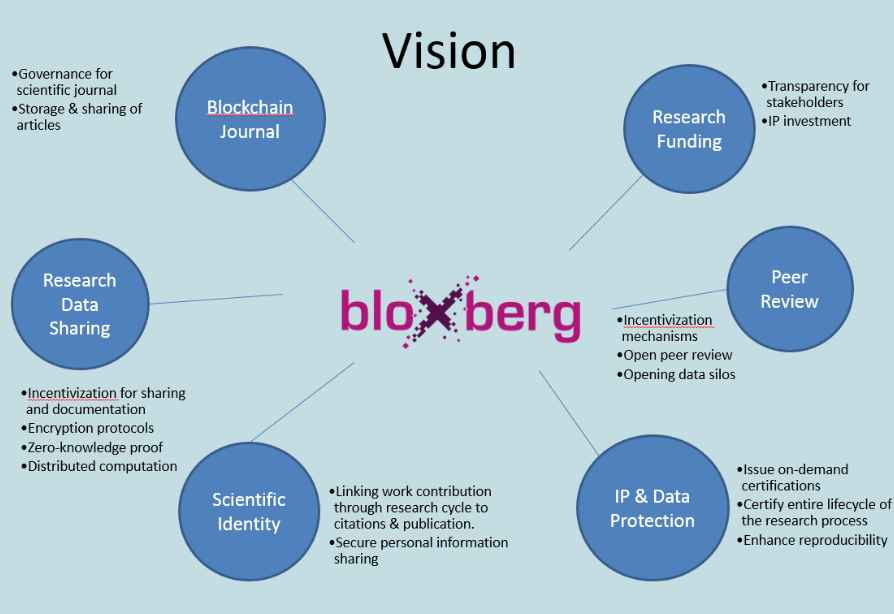 Vision
•Governance for
scientific journal
•Storage & sharing of
articles
Blockchain
Journal
Research
Funding
•Transparency for
stakeholders
•IP investment
Research
Data
Sharing
•Incentivization for sharing
and documentation
•Encryption protocols
•Zero-knowledge proof
•Distributed computation
bloxberg
Peer
Review
•Incentivization
mechanisms
•Open peer review
•Opening data silos
Scientific
Identity
•Linking work contribution
through research cycle to
citations & publication.
•Secure personal information
sharing
IP & Data
Protection
•Issue on-demand
certifications
•Certify entire lifecycle of
the research process
•Enhance reproducibility